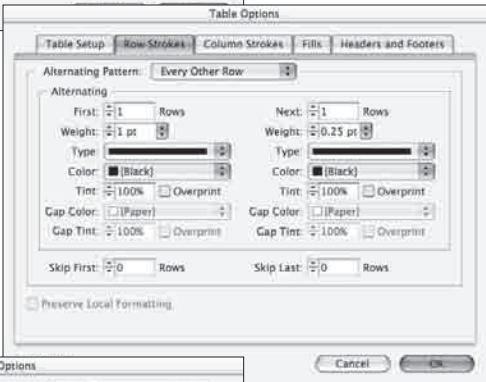 Table Options
Table Setup Row Strokes Column Strokes Fills Headers and Footers
Alternating Pattern: Every Other Row
Alternating
First: 1 Rows Next: 1 Rows
Weight: 1 pt Weight: 0.25 pt
Type: Type:
Color: [Black] Color: [Black]
Tint: 100% Overprint Tint: 100% Overprint
Gap Color: [Paper] Gap Color: [Paper]
Gap Tint: 100% Overprint Gap Tint: 100% Overprint
Skip First: 0 Rows Skip Last: 0 Rows
Preserve Local Formatting
Cancel OK
Options